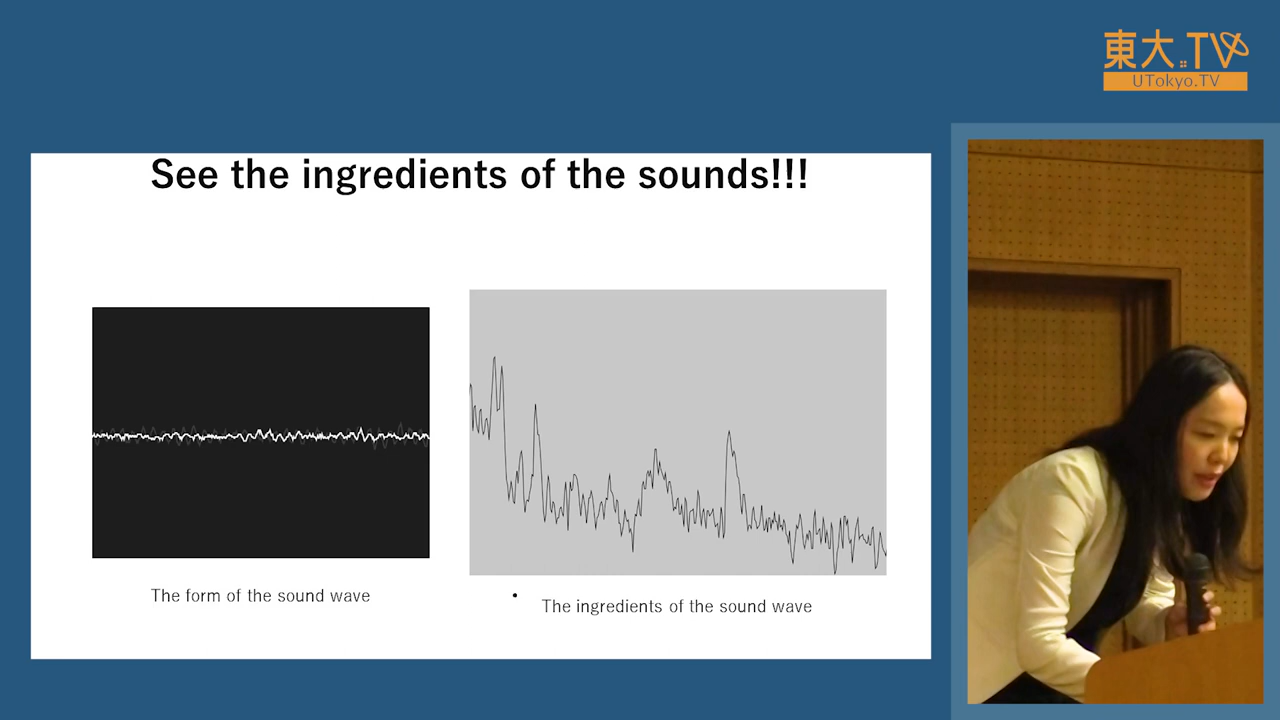 東大.TV
UTokyo.TV
See the ingredients of the sounds!!!
The form of the sound wave
• The ingredients of the sound wave